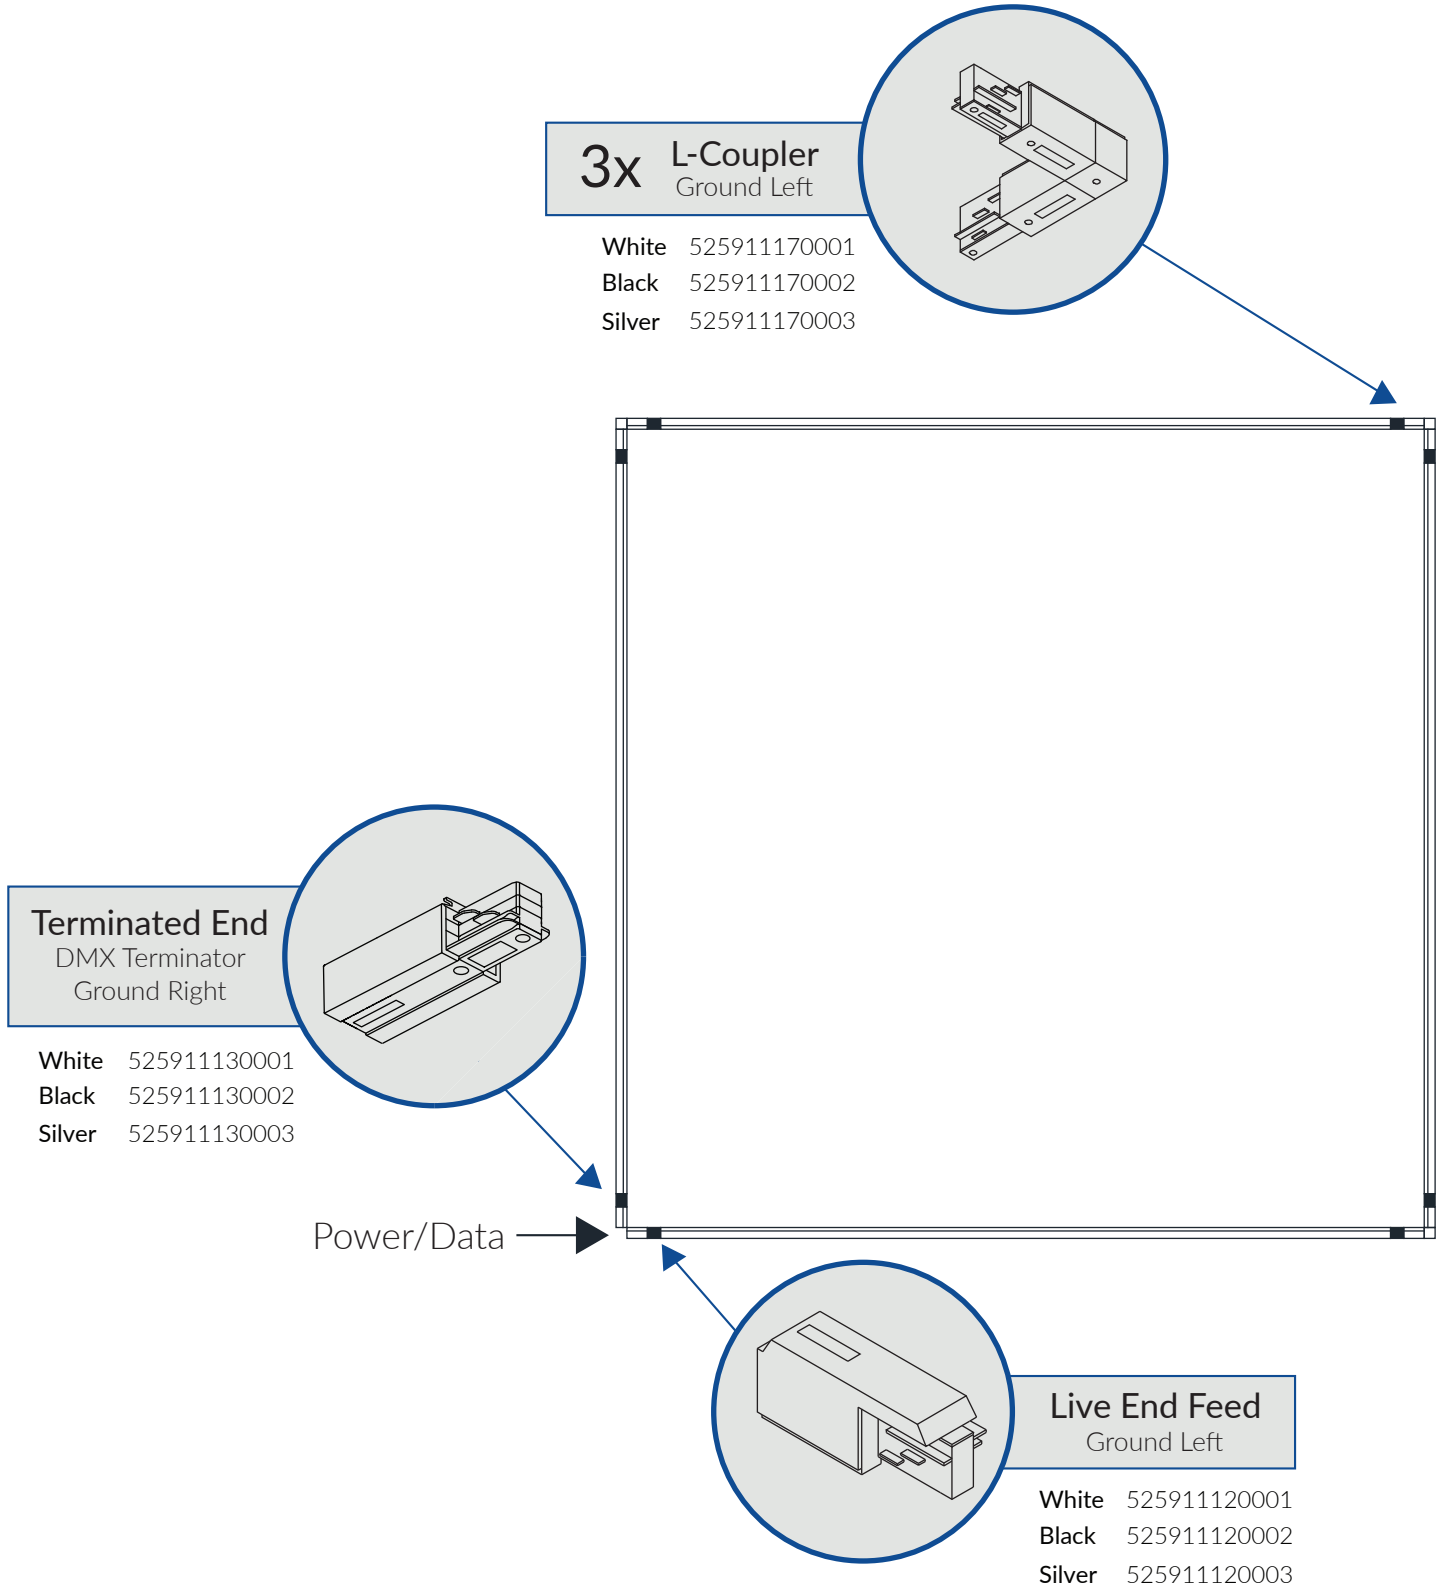 3x L-Coupler
Ground Left
White 525911170001
Black 525911170002
Silver 525911170003
Terminated End
DMX Terminator
Ground Right
White 525911130001
Black 525911130002
Silver 525911130003
Power/Data
Live End Feed
Ground Left
White 525911120001
Black 525911120002
Silver 525911120003